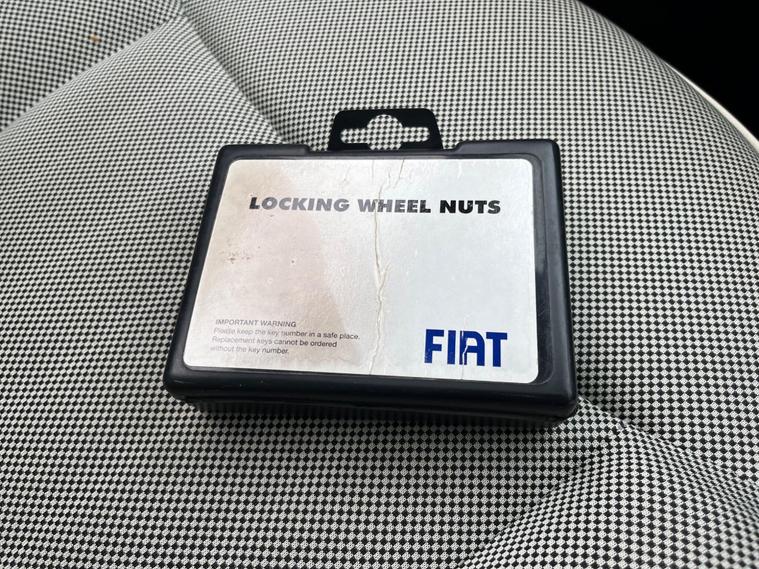 LOCKING WHEEL NUTS
IMPORTANT WARNING
Please keep the key number in a safe place.
Replacement keys cannot be ordered
without the key number.
FIAT